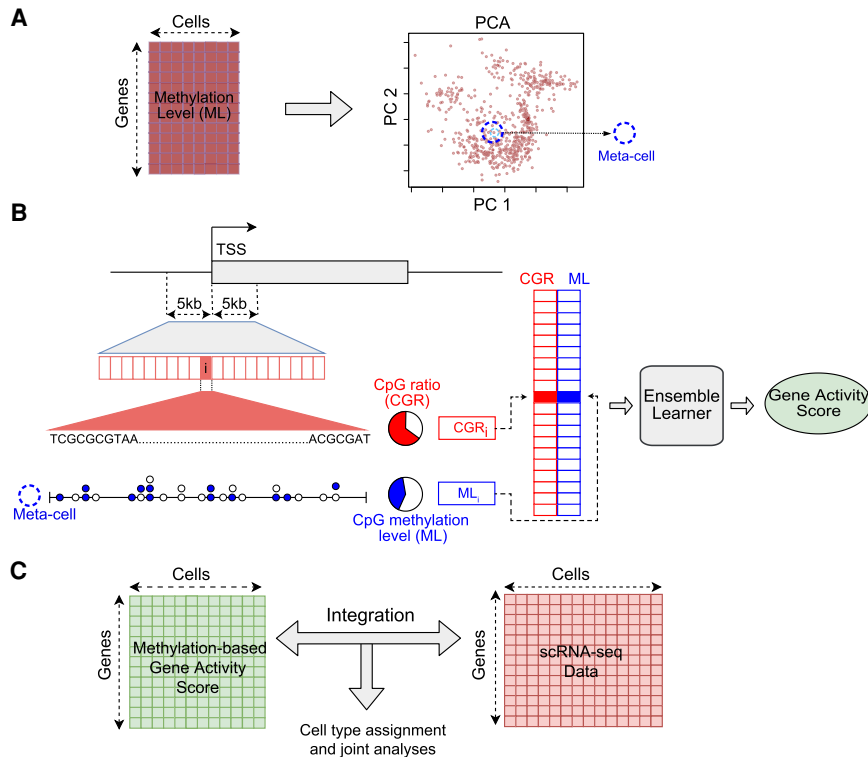 A
Cells
Genes
Methylation
Level (ML)
PCA
PC 2
PC 1
Meta-cell
B
TSS
5kb
5kb
i
TCGCGCGTAA....................................ACGCGAT
CpG ratio
(CGR)
CGRi
Meta-cell
CpG methylation
level (ML)
MLi
CGR
ML
Ensemble
Learner
Gene Activity
Score
C
Cells
Genes
Methylation-based
Gene Activity
Score
Integration
Cell type assignment
and joint analyses
Cells
Genes
scRNA-seq
Data